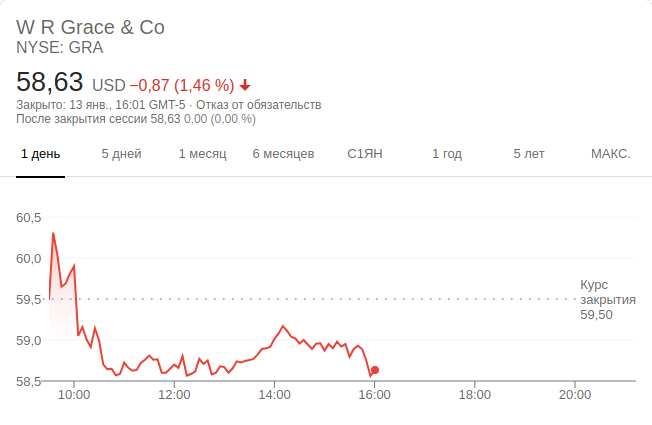 W R Grace & Co
NYSE: GRA
58,63 USD −0,87 (1,46 %)
Закрыто: 13 янв., 16:01 GMT-5 · Отказ от обязательств
После закрытия сессии 58,63 0,00 (0,00 %)
1 день 5 дней 1 месяц 6 месяцев С1ЯН 1 год 5 лет МАКС.
60,5
60,0
Курс
59,5 закрытия
59,50
59,0
58,5
10:00 12:00 14:00 16:00 18:00 20:00